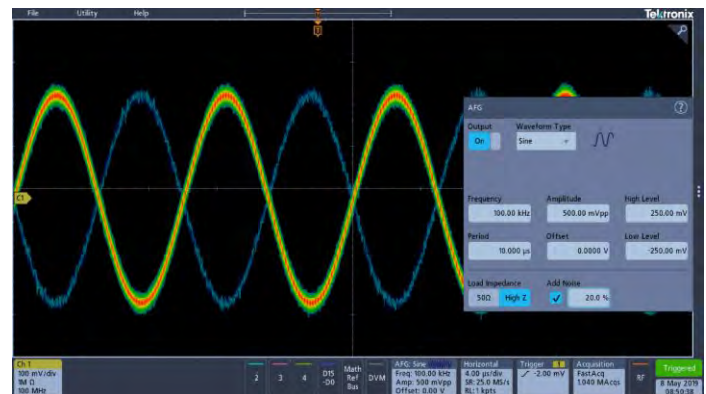 File Utility Help Tektronix
AFG
Output Waveform Type
On Sine
C1
Frequency Amplitude High Level
100.00 kHz 500.00 mVpp 250.00 mV
Period Offset Low Level
10.000 µs 0.0000 V -250.00 mV
Load Impedance Add Noise
50Ω High Z 20.0 %
Ch 1
100 mV/div
1M Ω
100 MHz
2 3 4
D15
-D0
Math
Ref
Bus
DVM
AFG: Sine
Freq: 100.00 kHz
Amp: 500 mVpp
Offset: 0.00 V
Horizontal
4.00 µs/div
SR: 25.0 MS/s
RL: 1 kpts
Trigger
-2.00 mV
Acquisition
FastAcq
1.040 MAcqs
RF
Triggered
8 May 2019
08:50:38